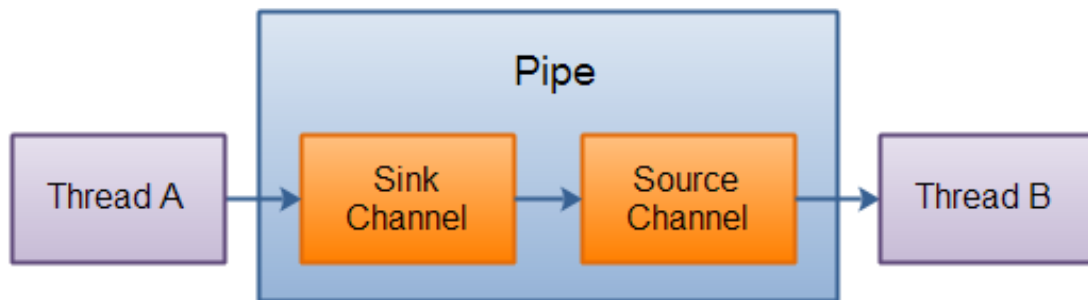 Pipe
Thread A
Sink
Channel
Source
Channel
Thread B